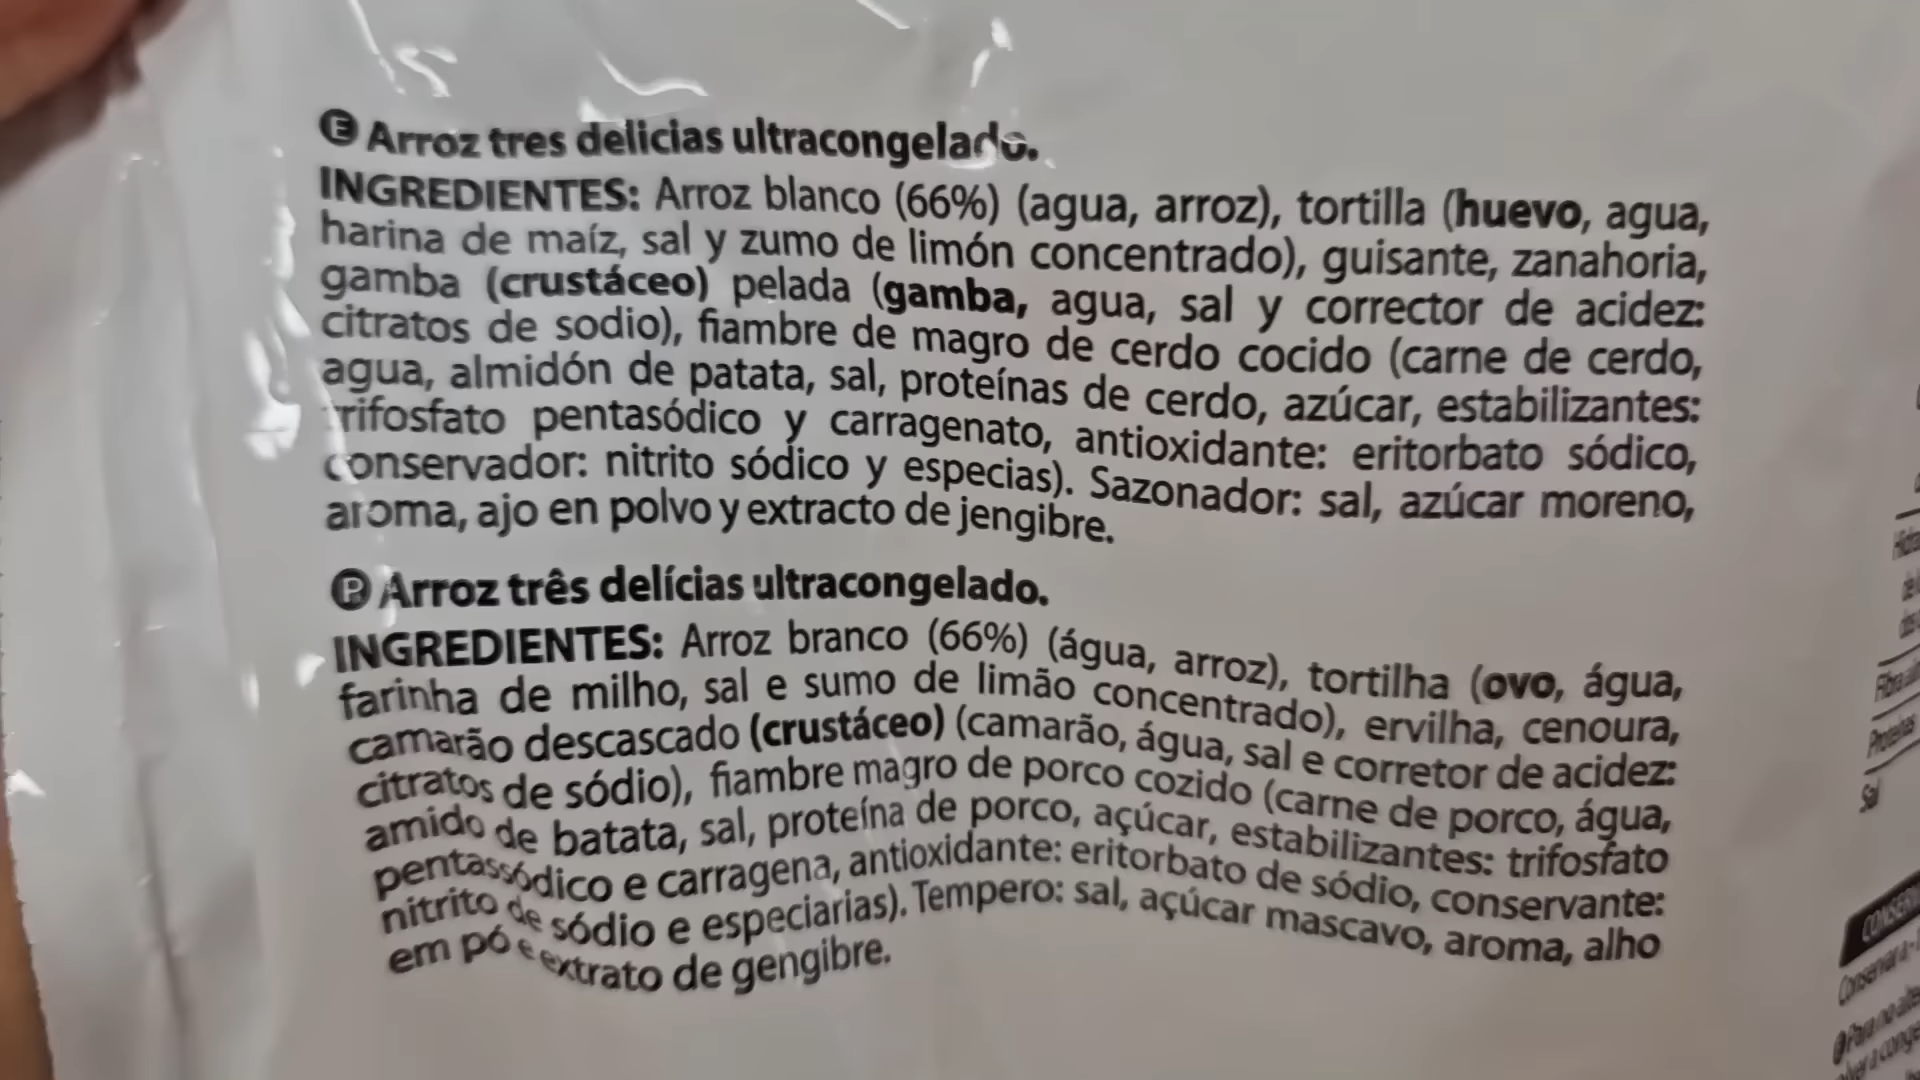 E Arroz tres delicias ultracongelado.
INGREDIENTES: Arroz blanco (66%) (agua, arroz), tortilla (huevo, agua,
harina de maíz, sal y zumo de limón concentrado), guisante, zanahoria,
gamba (crustáceo) pelada (gamba, agua, sal y corrector de acidez:
citratos de sodio), fiambre de magro de cerdo cocido (carne de cerdo,
agua, almidón de patata, sal, proteínas de cerdo, azúcar, estabilizantes:
trifosfato pentasódico y carragenato, antioxidante: eritorbato sódico,
conservador: nitrito sódico y especias). Sazonador: sal, azúcar moreno,
aroma, ajo en polvo y extracto de jengibre.
P Arroz três delícias ultracongelado.
INGREDIENTES: Arroz branco (66%) (água, arroz), tortilha (ovo, água,
farinha de milho, sal e sumo de limão concentrado), ervilha, cenoura,
camarão descascado (crustáceo) (camarão, água, sal e corretor de acidez:
citratos de sódio), fiambre magro de porco cozido (carne de porco, água,
amido de batata, sal, proteína de porco, açúcar, estabilizantes: trifosfato
pentassódico e carragena, antioxidante: eritorbato de sódio, conservante:
nitrito de sódio e especiarias). Tempero: sal, açúcar mascavo, aroma, alho
em pó e extrato de gengibre.
Proteínas
Sal